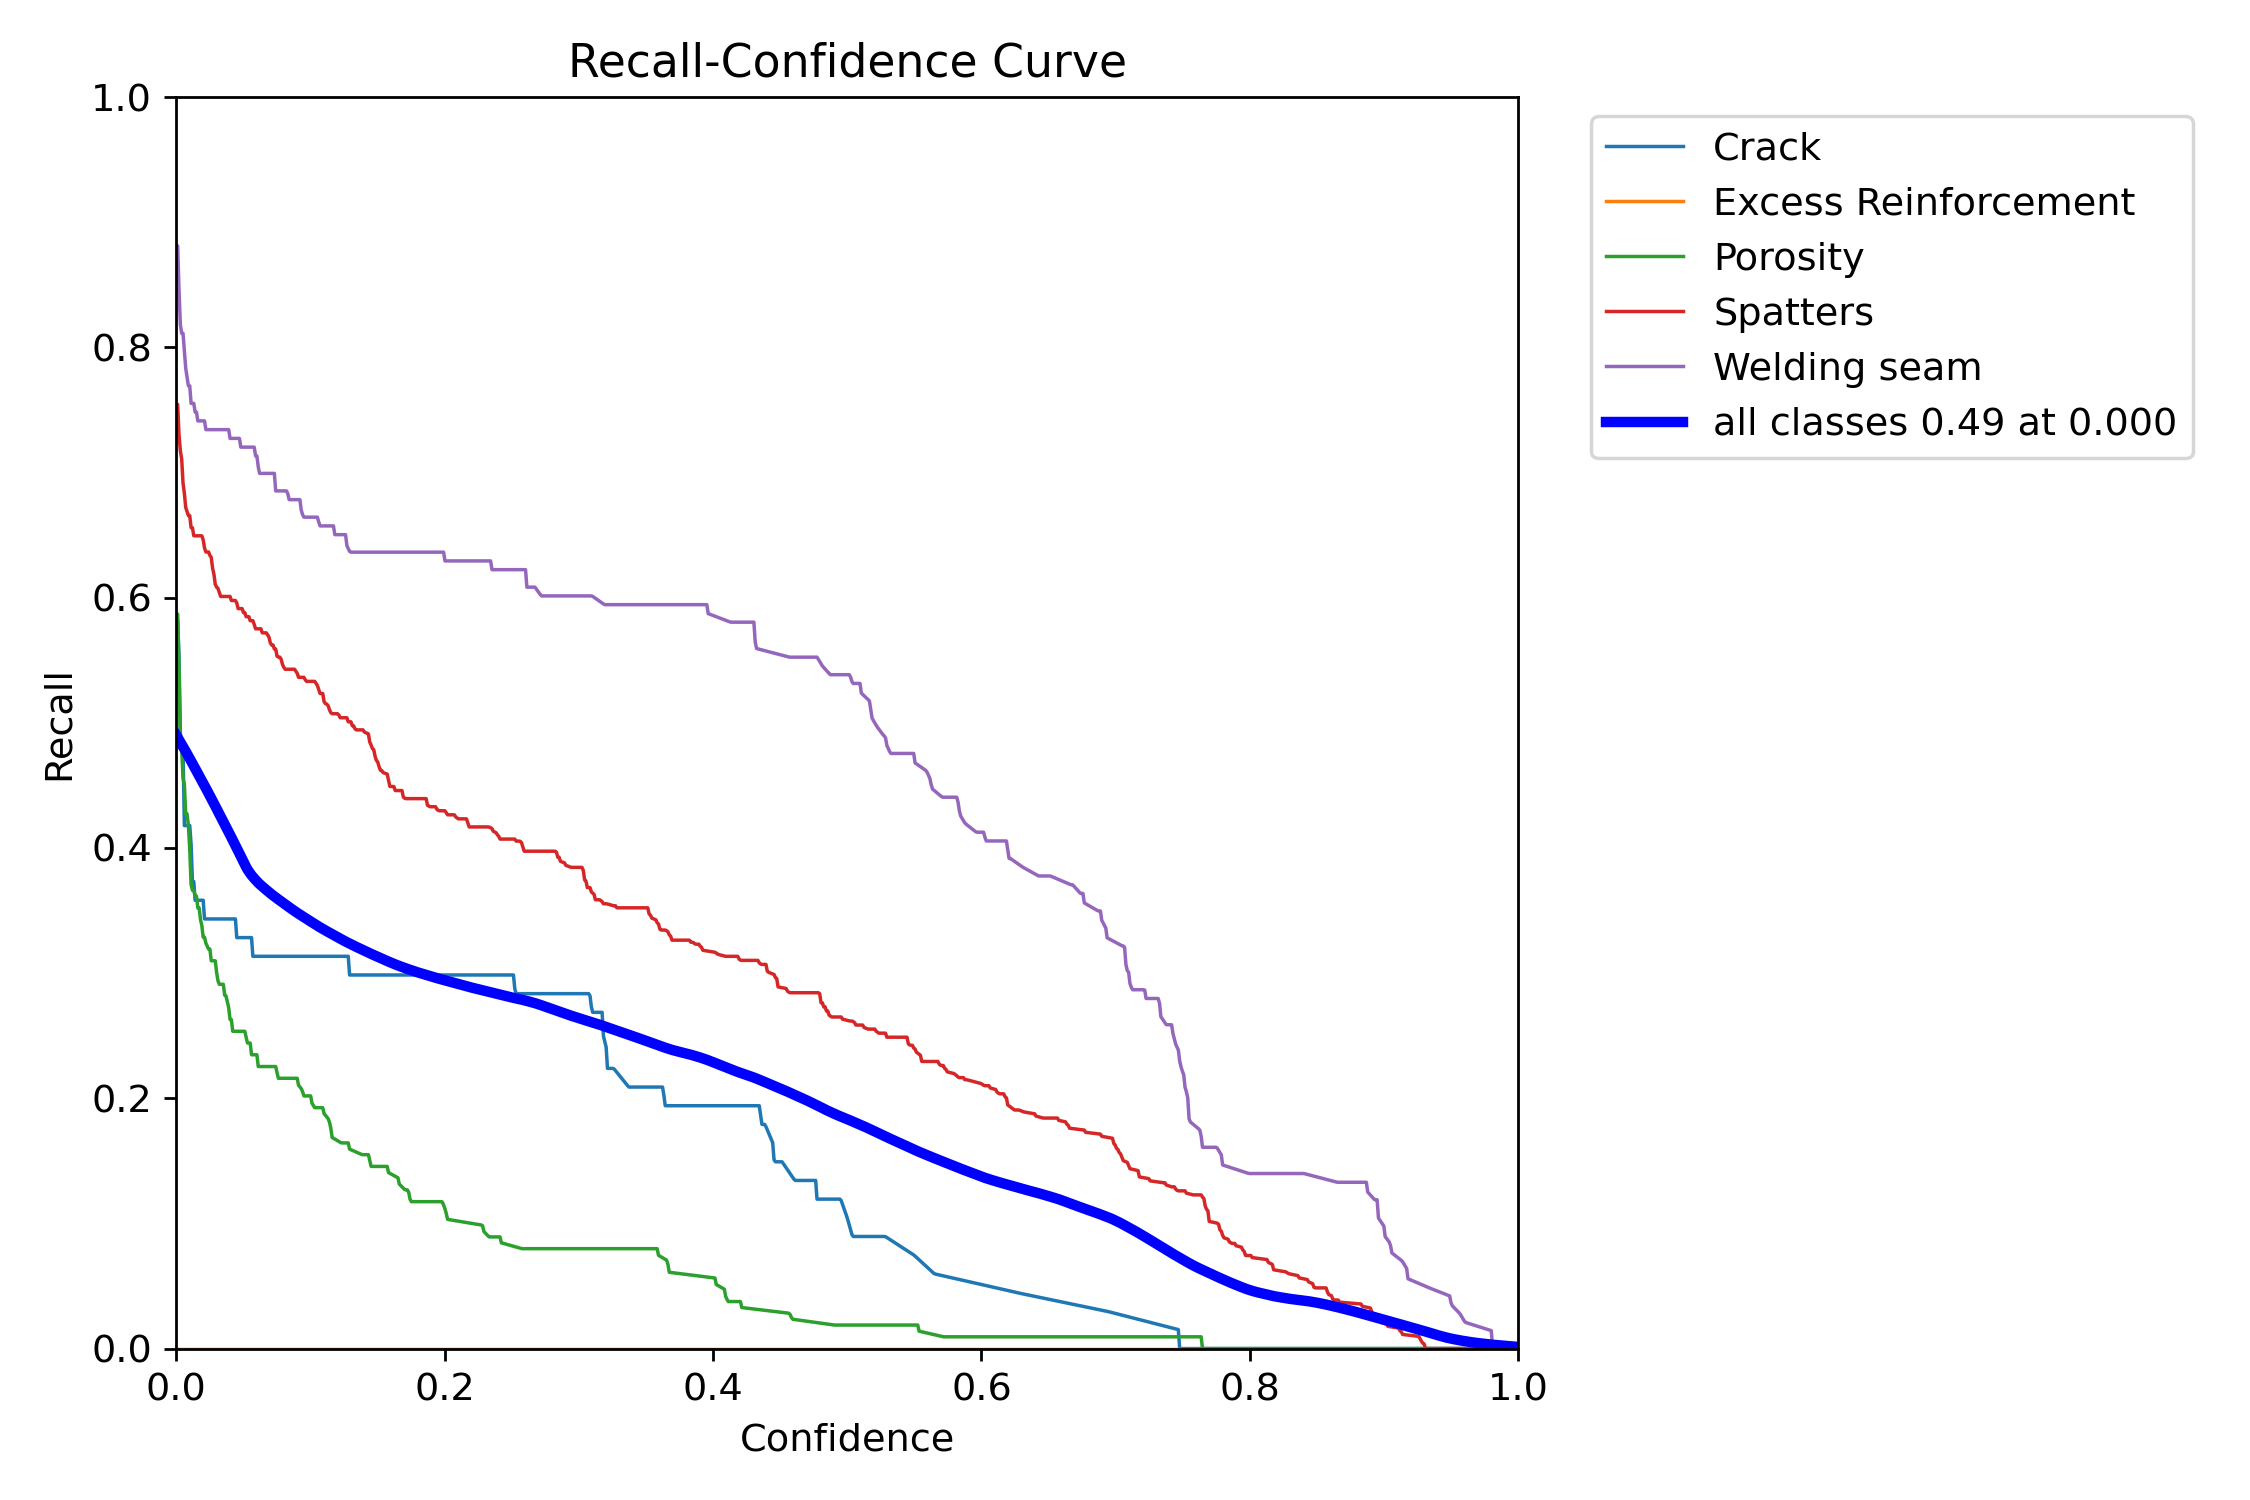 Recall-Confidence Curve
1.0
0.8
0.6
0.4
0.2
0.0
Recall
0.0 0.2 0.4 0.6 0.8 1.0
Confidence
Crack
Excess Reinforcement
Porosity
Spatters
Welding seam
all classes 0.49 at 0.000